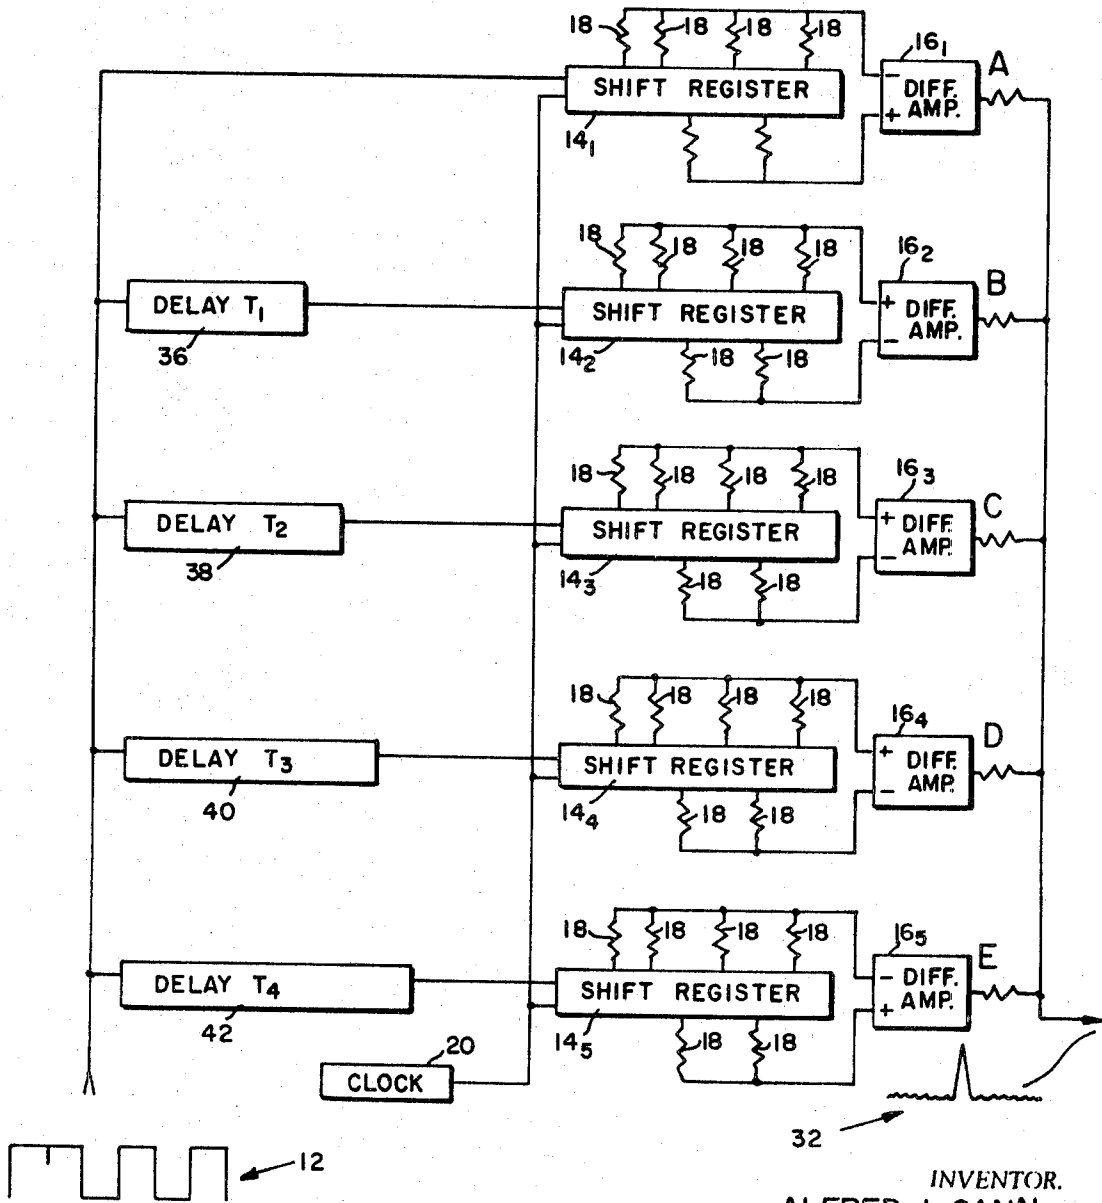 18 18 18 18
16₁
A
SHIFT REGISTER
− DIFF. AMP. +
14₁
18 18 18 18
16₂
B
DELAY T₁
SHIFT REGISTER
+ DIFF. AMP. −
36
14₂
18 18
18 18 18 18
16₃
C
DELAY T₂
SHIFT REGISTER
+ DIFF. AMP. −
38
14₃
18 18
18 18 18 18
16₄
D
DELAY T₃
SHIFT REGISTER
+ DIFF. AMP. −
40
14₄
18 18
18 18 18 18
16₅
E
DELAY T₄
SHIFT REGISTER
− DIFF. AMP. +
42
14₅
18 18
20
CLOCK
32
12
INVENTOR.
ALFRED J. CANN